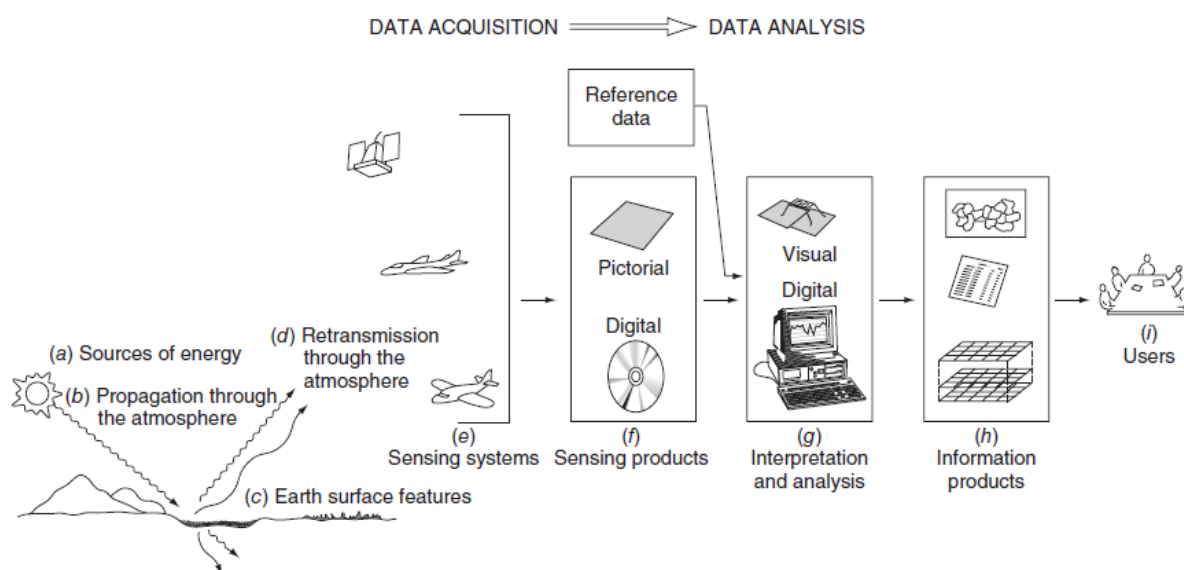 DATA ACQUISITION
DATA ANALYSIS
Reference
data
Pictorial
Digital
Visual
Digital
(a) Sources of energy
(b) Propagation through
the atmosphere
(c) Earth surface features
(d) Retransmission
through the
atmosphere
(e)
Sensing systems
(f)
Sensing products
(g)
Interpretation
and analysis
(h)
Information
products
(i)
Users